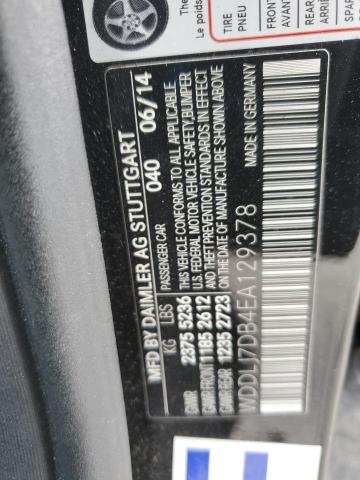 MFD BY DAIMLER AG STUTTGART
040 06/14
PASSENGER CAR
KG LBS
GVWR 2375 5236
GAWR FRONT 1185 2612
GAWR REAR 1235 2723
THIS VEHICLE CONFORMS TO ALL APPLICABLE
U.S. FEDERAL MOTOR VEHICLE SAFETY, BUMPER
AND THEFT PREVENTION STANDARDS IN EFFECT
ON THE DATE OF MANUFACTURE SHOWN ABOVE
WDDLJ7DB4EA129378
MADE IN GERMANY
Le poids
TIRE
PNEU
FRONT
AVANT
REAR
ARRIÈ
SPAR